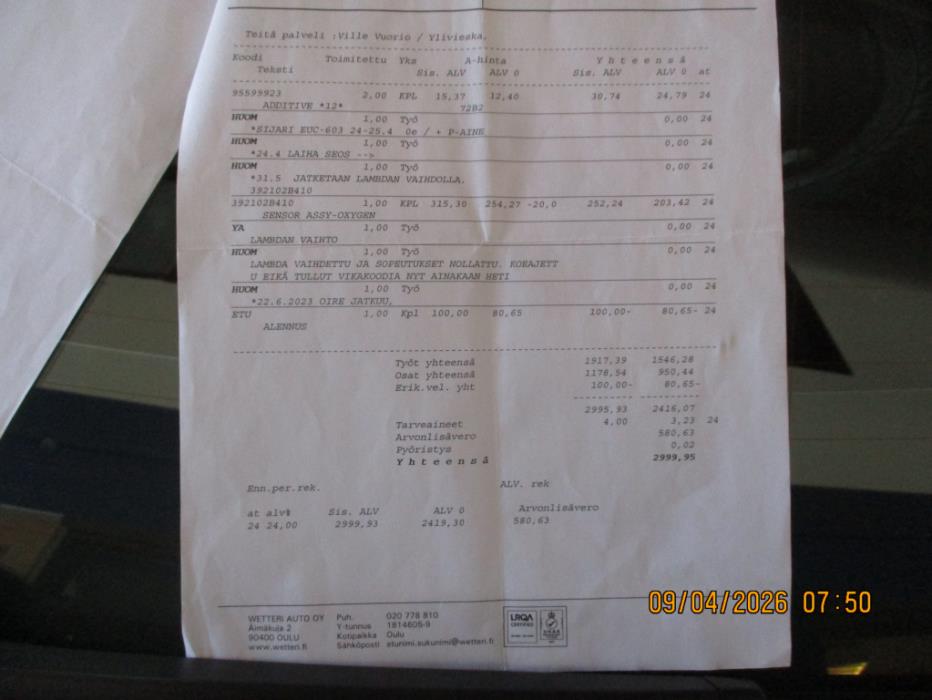 Teitä palveli :Ville Vuorio / Ylivieska,
Koodi Toimitettu Yks A-hinta Y h t e e n s ä
Teksti Sis. ALV ALV 0 Sis. ALV ALV 0 at
95599923 2,00 KPL 15,37 12,40 30,74 24,79 24
ADDITIVE *12* 72B2
HUOM 1,00 Työ 0,00 24
*SIJARI EUC-603 24-25.4 0e / + P-AINE
HUOM 1,00 Työ 0,00 24
*24.4 LAIHA SEOS -->
HUOM 1,00 Työ 0,00 24
*31.5 JATKETAAN LAMBDAN VAIHDOLLA,
392102B410
392102B410 1,00 KPL 315,30 254,27 -20,0 252,24 203,42 24
SENSOR ASSY-OXYGEN
YA 1,00 Työ 0,00 24
LAMBDAN VAIHTO
HUOM 1,00 Työ 0,00 24
LAMBDA VAIHDETTU JA SOPEUTUKSET NOLLATTU. KOEAJETT
U EIKÄ TULLUT VIKAKOODIA NYT AINAKAAN HETI
HUOM 1,00 Työ 0,00 24
*22.6.2023 OIRE JATKUU,
ETU 1,00 Kpl 100,00 80,65 100,00- 80,65- 24
ALENNUS
Työt yhteensä 1917,39 1546,28
Osat yhteensä 1178,54 950,44
Erik.vel. yht 100,00- 80,65-
2995,93 2416,07
Tarveaineet 4,00 3,23 24
Arvonlisävero 580,63
Pyöristys 0,02
Y h t e e n s ä 2999,95
Enn.per.rek. ALV. rek
at alv% Sis. ALV ALV 0 Arvonlisävero
24 24,00 2999,93 2419,30 580,63
WETTERI AUTO OY Puh. 020 778 810
Äimäkuja 2 Y-tunnus 1814605-9
90400 OULU Kotipaikka Oulu
www.wetteri.fi Sähköposti etunimi.sukunimi@wetteri.fi
LRQA
CERTIFIED
09/04/2026 07:50